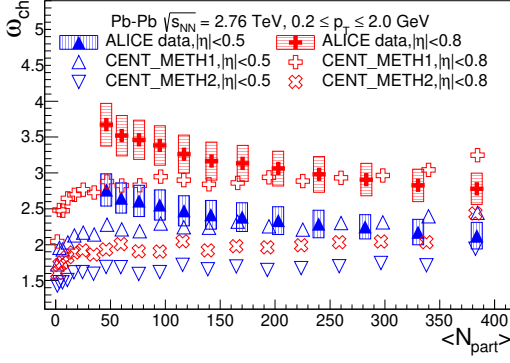 Pb-Pb √s_NN = 2.76 TeV, 0.2 ≤ p_T ≤ 2.0 GeV
ALICE data,|η|<0.5 ALICE data,|η|<0.8
CENT_METH1,|η|<0.5 CENT_METH1,|η|<0.8
CENT_METH2,|η|<0.5 CENT_METH2,|η|<0.8
ω_ch
5
4.5
4
3.5
3
2.5
2
1.5
0 50 100 150 200 250 300 350 400
<N_part>